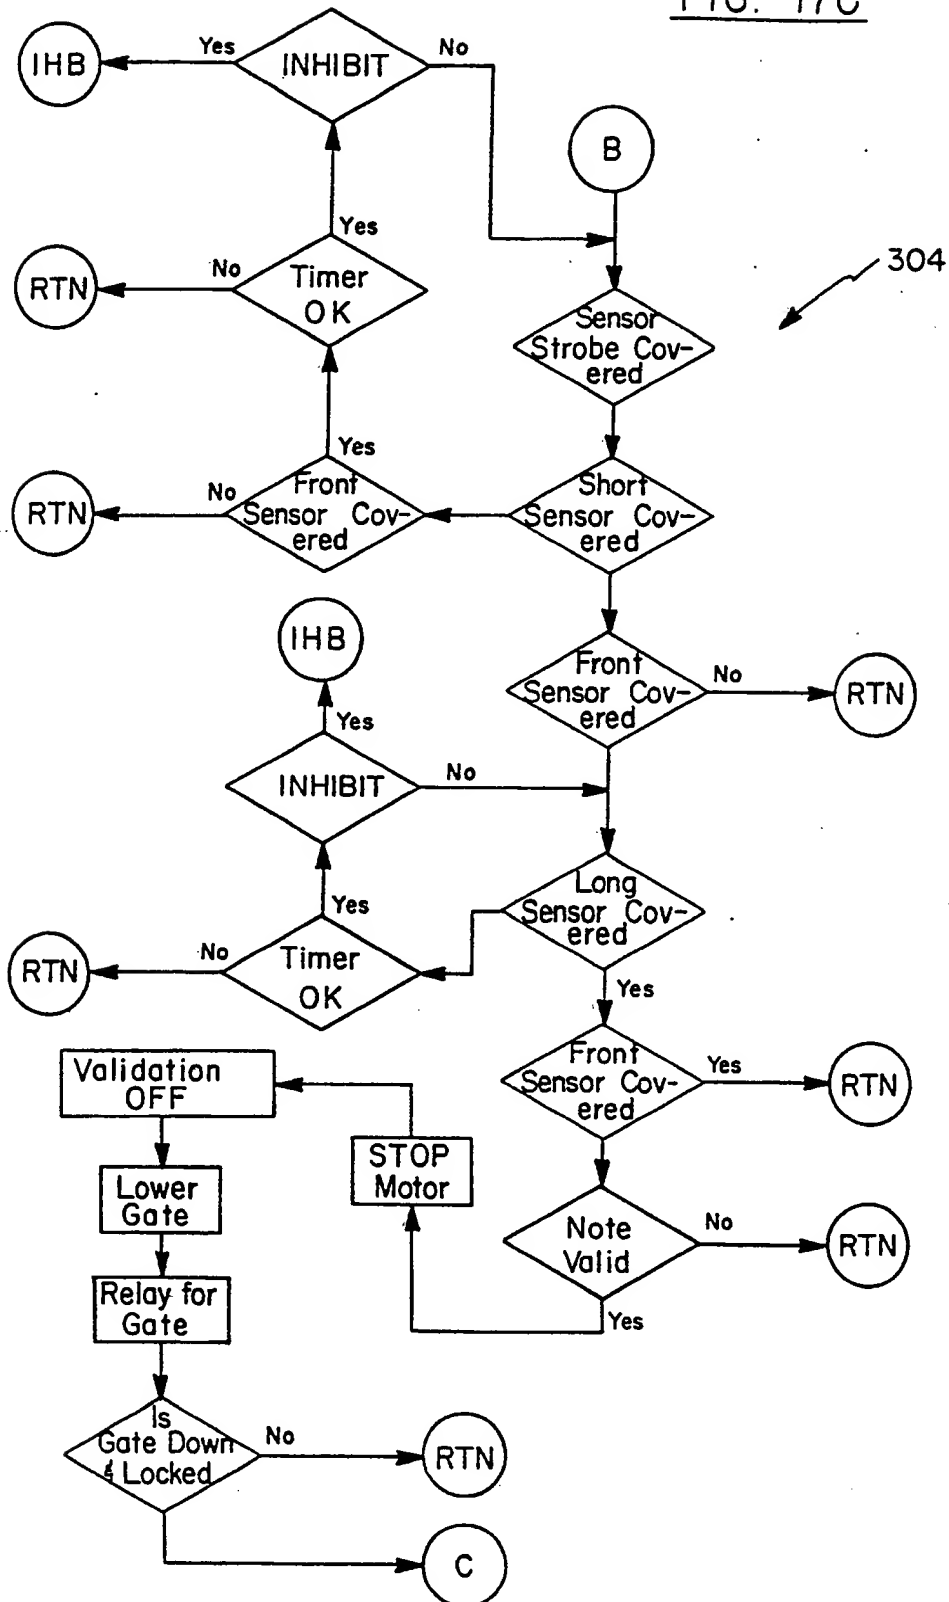 FIG. 17C
IHB
Yes
INHIBIT
No
B
Yes
RTN
No
Timer
OK
304
Sensor
Strobe Cov-
ered
Yes
RTN
No
Front
Sensor Cov-
ered
Short
Sensor Cov-
ered
IHB
Front
Sensor Cov-
ered
No
RTN
Yes
INHIBIT
No
Long
Sensor Cov-
ered
Yes
RTN
No
Timer
OK
Yes
Validation
OFF
Front
Sensor Cov-
ered
Yes
RTN
STOP
Motor
Lower
Gate
Note
Valid
No
RTN
Relay for
Gate
Yes
Is
Gate Down
& Locked
No
RTN
C